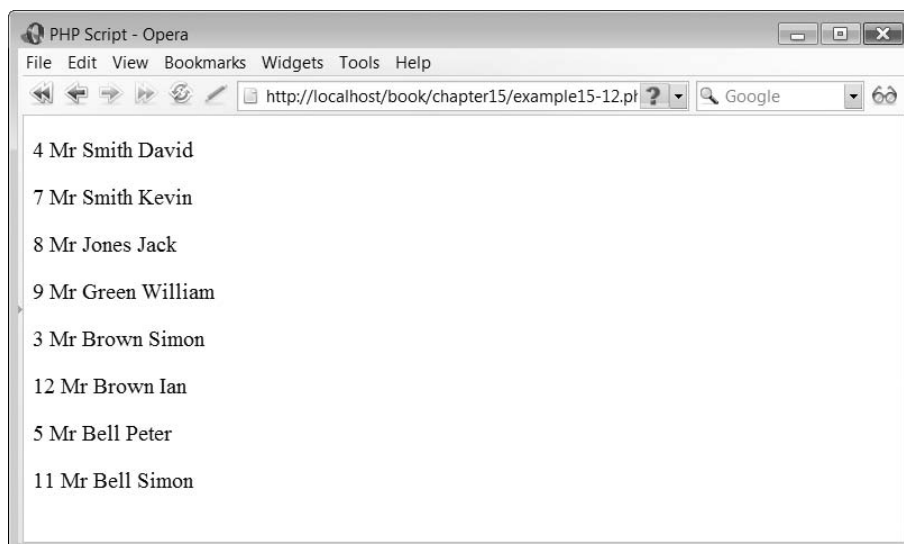 PHP Script - Opera
File Edit View Bookmarks Widgets Tools Help
http://localhost/book/chapter15/example15-12.ph ? Google
4 Mr Smith David
7 Mr Smith Kevin
8 Mr Jones Jack
9 Mr Green William
3 Mr Brown Simon
12 Mr Brown Ian
5 Mr Bell Peter
11 Mr Bell Simon